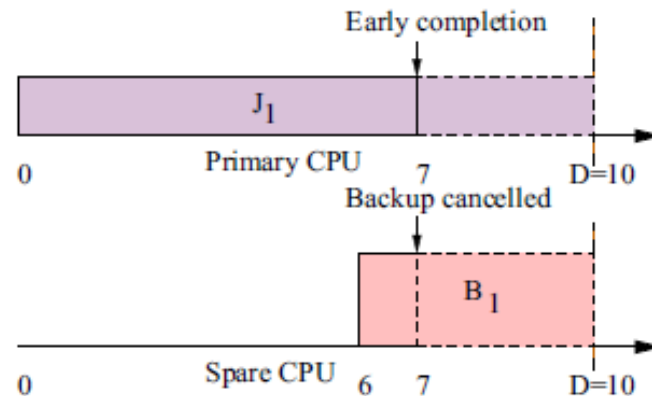 Early completion
J1
Primary CPU
0 7 D=10
Backup cancelled
B1
Spare CPU
0 6 7 D=10